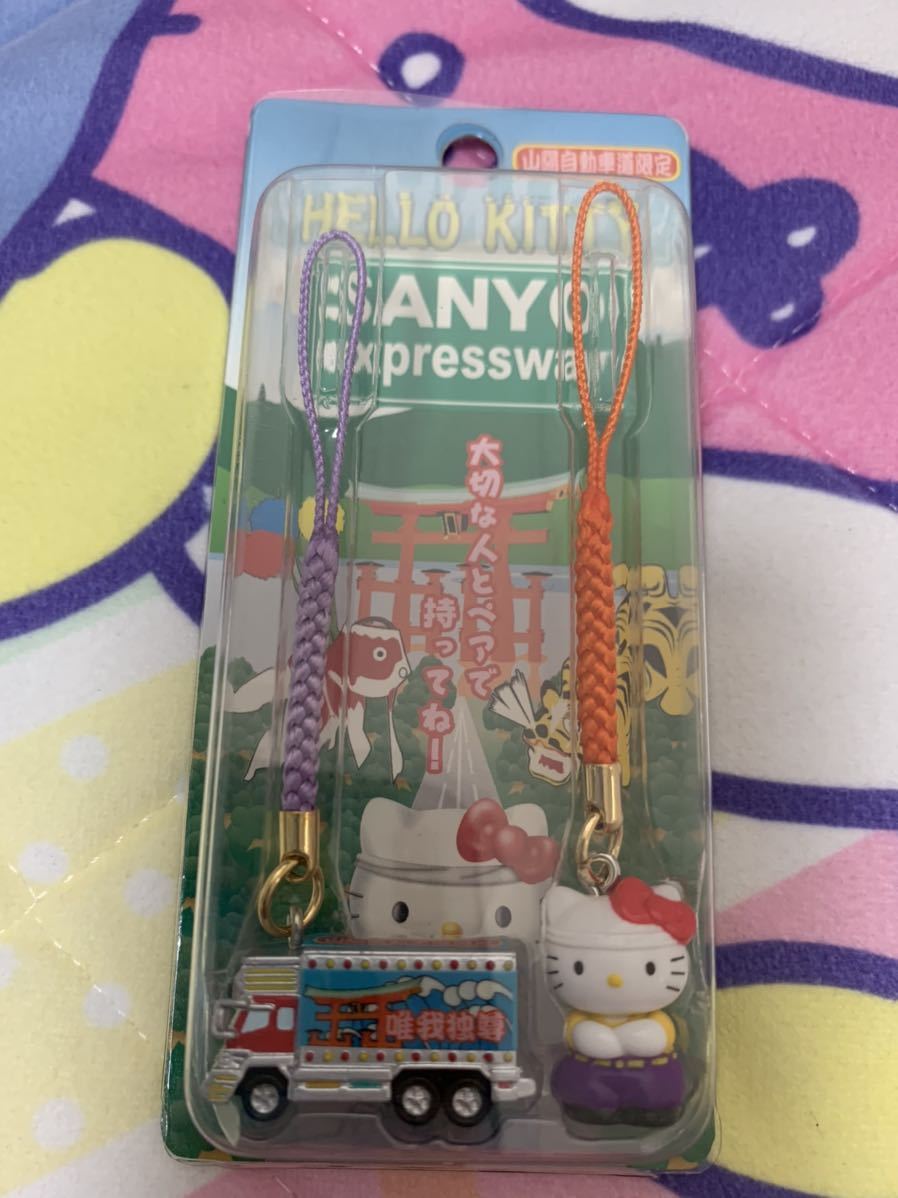 山陽自動車道限定
HELLO KITTY
SANYO
expressway
大切な人とペアで
持ってね!
唯我独尊